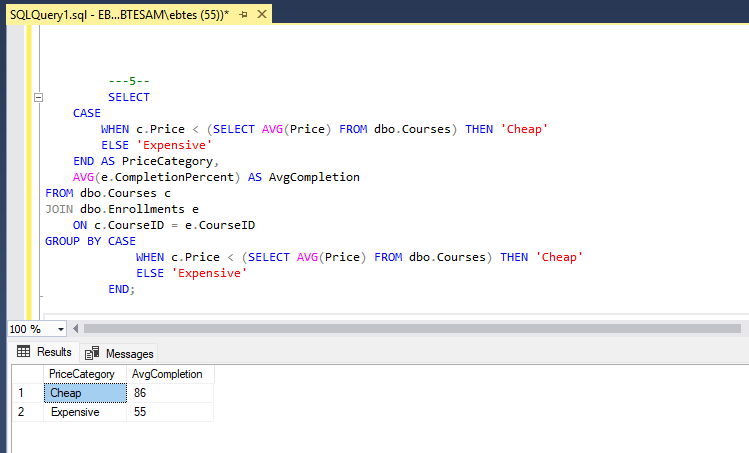 SQLQuery1.sql - EB...BTESAM\ebtes (55))*
---5--
SELECT
CASE
WHEN c.Price < (SELECT AVG(Price) FROM dbo.Courses) THEN 'Cheap'
ELSE 'Expensive'
END AS PriceCategory,
AVG(e.CompletionPercent) AS AvgCompletion
FROM dbo.Courses c
JOIN dbo.Enrollments e
ON c.CourseID = e.CourseID
GROUP BY CASE
WHEN c.Price < (SELECT AVG(Price) FROM dbo.Courses) THEN 'Cheap'
ELSE 'Expensive'
END;
100 %
Results Messages
PriceCategory AvgCompletion
1 Cheap 86
2 Expensive 55